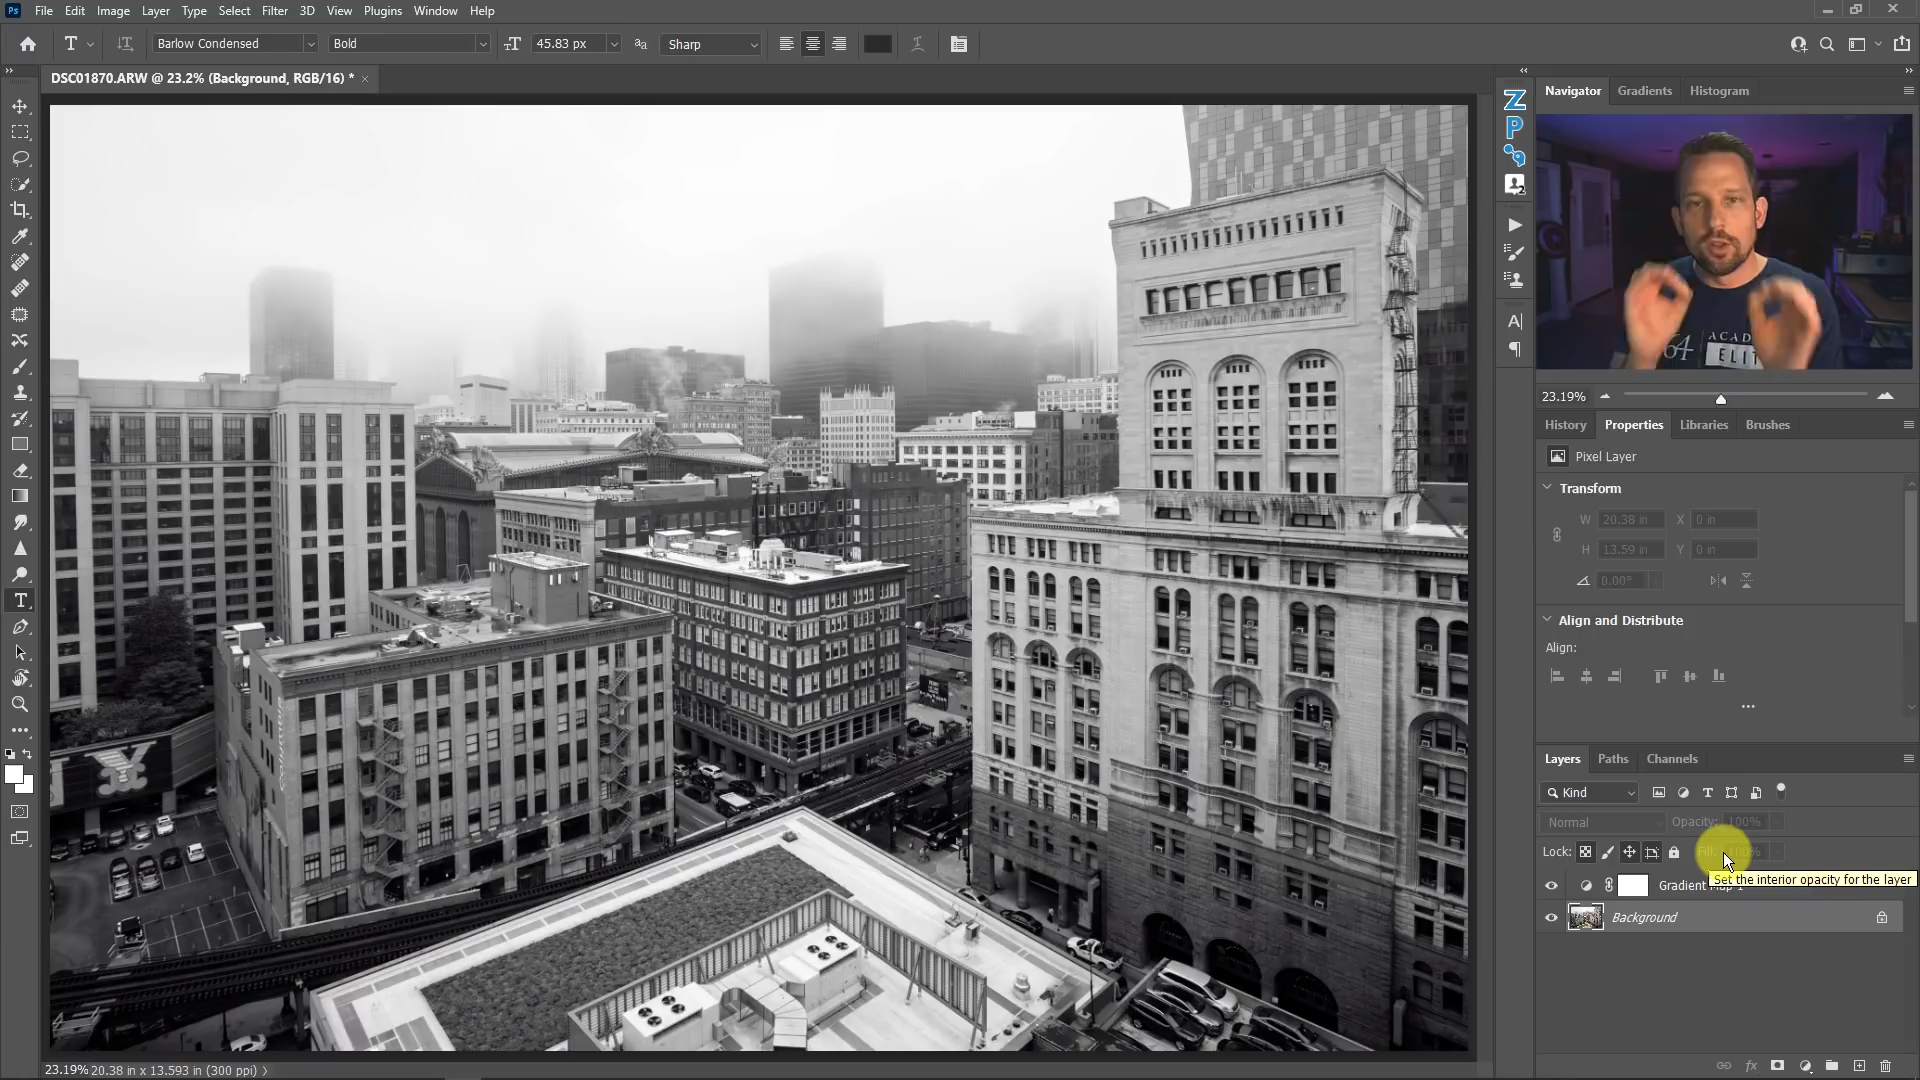 Ps File Edit Image Layer Type Select Filter 3D View Plugins Window Help
T Barlow Condensed Bold 45.83 px Sharp
DSC01870.ARW @ 23.2% (Background, RGB/16) *
Navigator Gradients Histogram
64 ACADE
ELIT
23.19%
History Properties Libraries Brushes
Pixel Layer
Transform
W 20.38 in X 0 in
H 13.59 in Y 0 in
0.00°
Align and Distribute
Align:
Layers Paths Channels
Kind
Normal Opacity: 100%
Lock: Fill: 100%
Gradient Map 1
Set the interior opacity for the layer
Background
23.19% 20.38 in x 13.593 in (300 ppi)